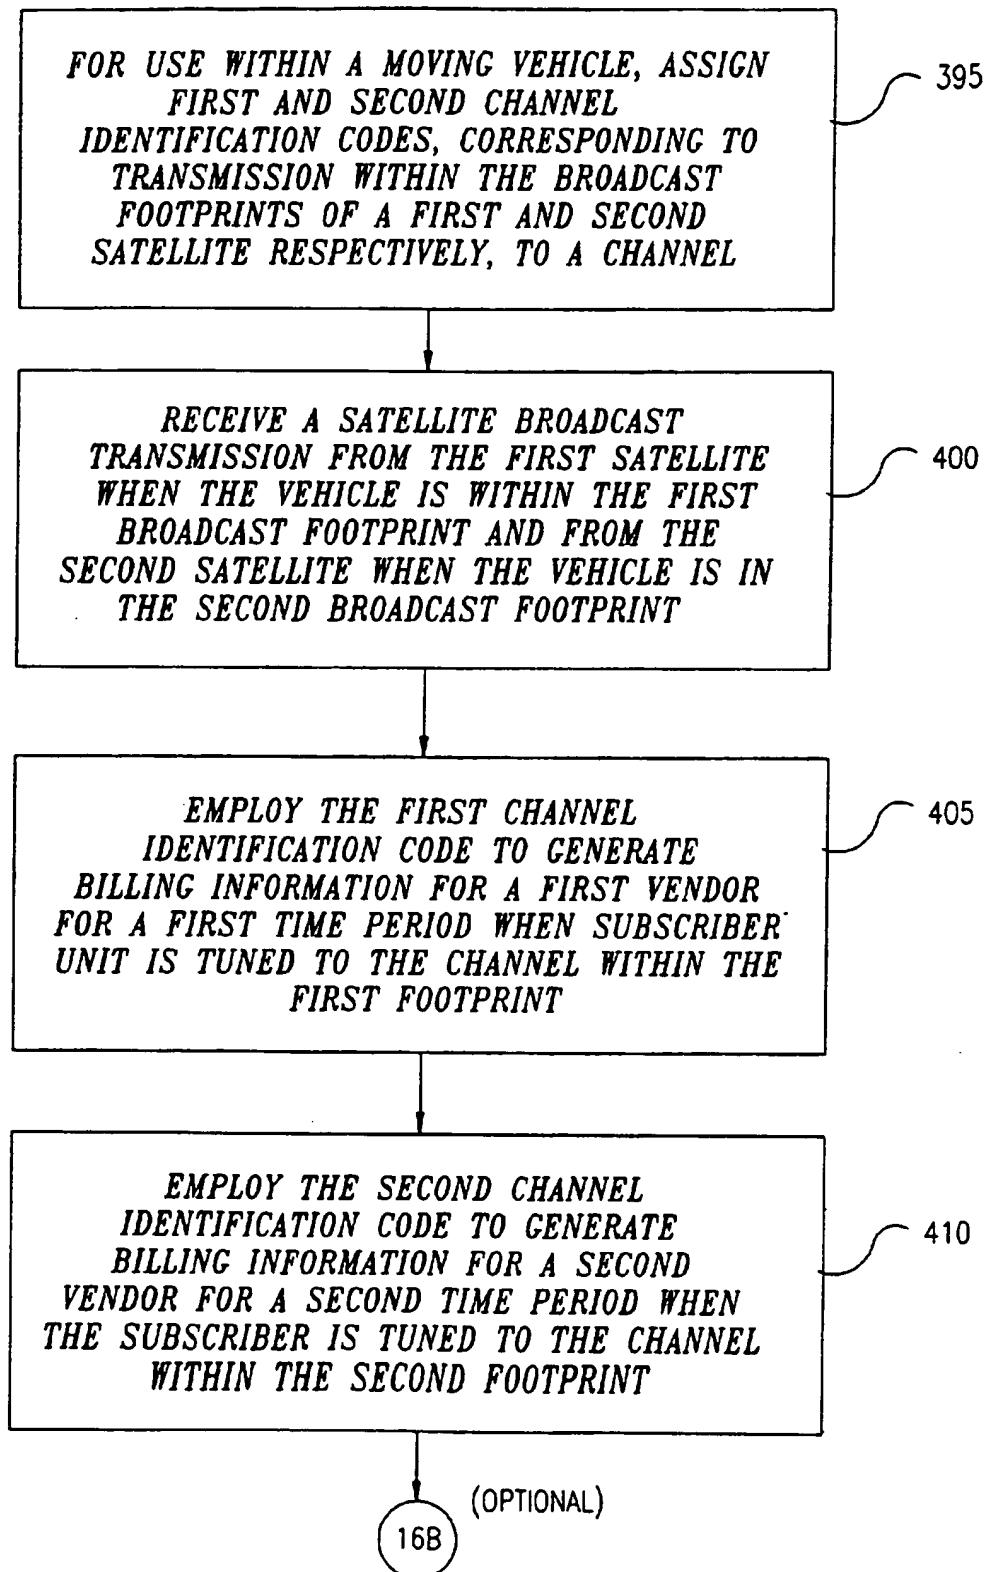 FOR USE WITHIN A MOVING VEHICLE, ASSIGN
FIRST AND SECOND CHANNEL
IDENTIFICATION CODES, CORRESPONDING TO
TRANSMISSION WITHIN THE BROADCAST
FOOTPRINTS OF A FIRST AND SECOND
SATELLITE RESPECTIVELY, TO A CHANNEL
395
RECEIVE A SATELLITE BROADCAST
TRANSMISSION FROM THE FIRST SATELLITE
WHEN THE VEHICLE IS WITHIN THE FIRST
BROADCAST FOOTPRINT AND FROM THE
SECOND SATELLITE WHEN THE VEHICLE IS IN
THE SECOND BROADCAST FOOTPRINT
400
EMPLOY THE FIRST CHANNEL
IDENTIFICATION CODE TO GENERATE
BILLING INFORMATION FOR A FIRST VENDOR
FOR A FIRST TIME PERIOD WHEN SUBSCRIBER
UNIT IS TUNED TO THE CHANNEL WITHIN THE
FIRST FOOTPRINT
405
EMPLOY THE SECOND CHANNEL
IDENTIFICATION CODE TO GENERATE
BILLING INFORMATION FOR A SECOND
VENDOR FOR A SECOND TIME PERIOD WHEN
THE SUBSCRIBER IS TUNED TO THE CHANNEL
WITHIN THE SECOND FOOTPRINT
410
(OPTIONAL)
16B